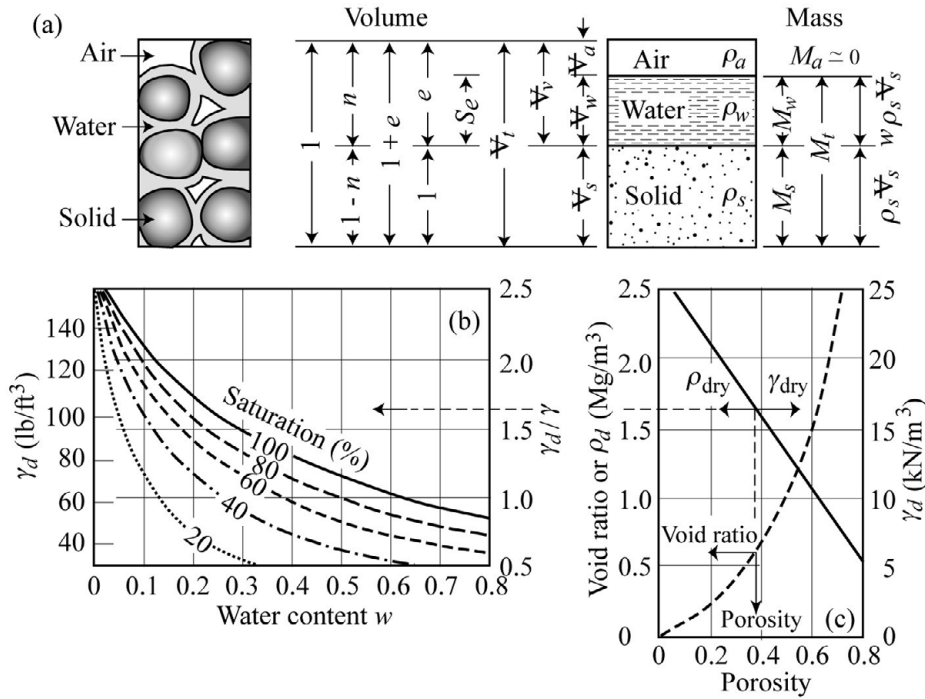 (a)
Volume
Mass
Air
Water
Solid
1
1 - n
n
1 + e
1
e
Se
V_t
V_v
V_a
V_w
V_s
Air ρ_a
Water ρ_w
Solid ρ_s
M_a ≃ 0
M_w
M_s
M_t
wρ_s V_s
ρ_s V_s
(b)
γ_d (lb/ft³)
140
120
100
80
60
40
0 0.1 0.2 0.3 0.4 0.5 0.6 0.7 0.8
Water content w
Saturation (%)
100
80
60
40
20
2.5
2.0
1.5
1.0
0.5
γ_d / γ
(c)
Void ratio or ρ_d (Mg/m³)
2.5
2.0
1.5
1.0
0.5
0
ρ_dry
γ_dry
Void ratio
Porosity
25
20
15
10
5
0
γ_d (kN/m³)
0 0.2 0.4 0.6 0.8
Porosity